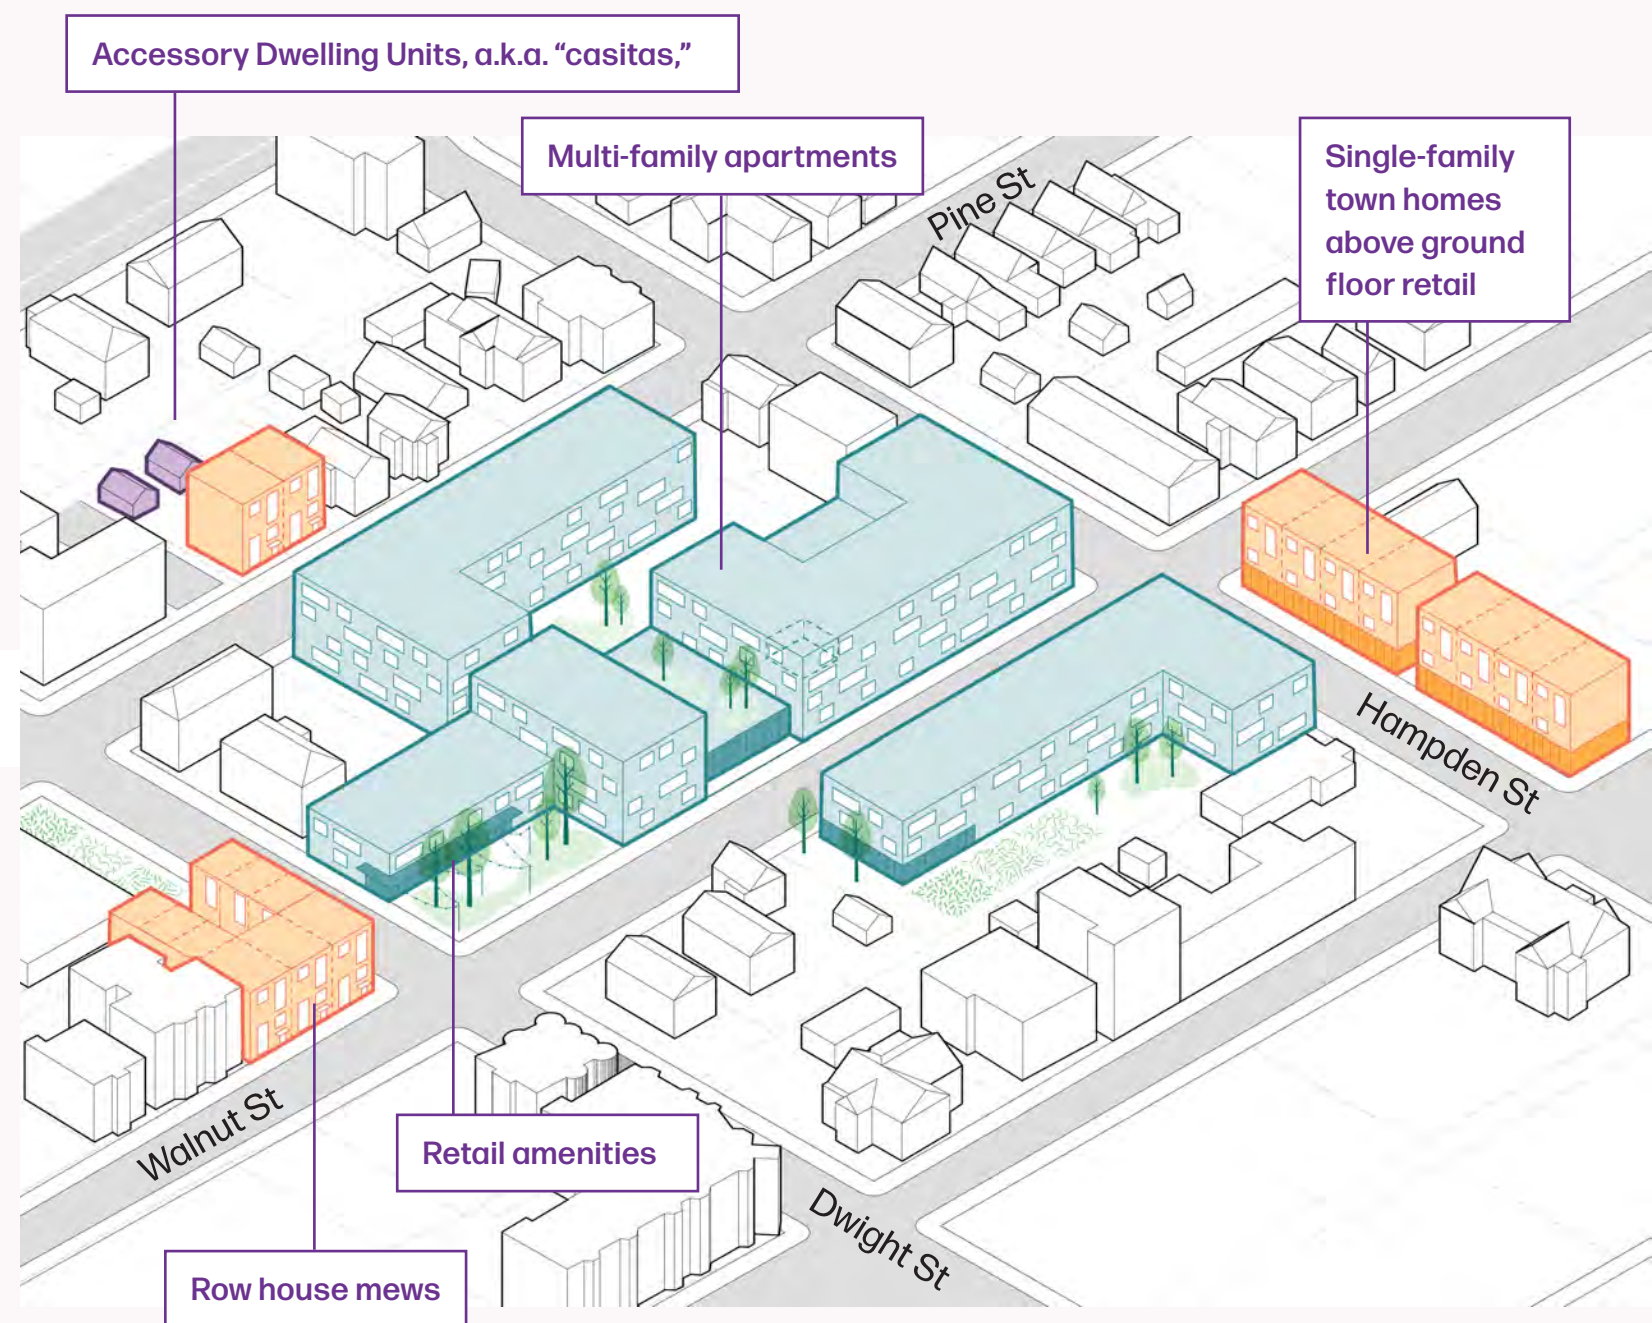 Accessory Dwelling Units, a.k.a. “casitas,”
Multi-family apartments
Single-family
town homes
above ground
floor retail
Pine St
Hampden St
Walnut St
Retail amenities
Dwight St
Row house mews